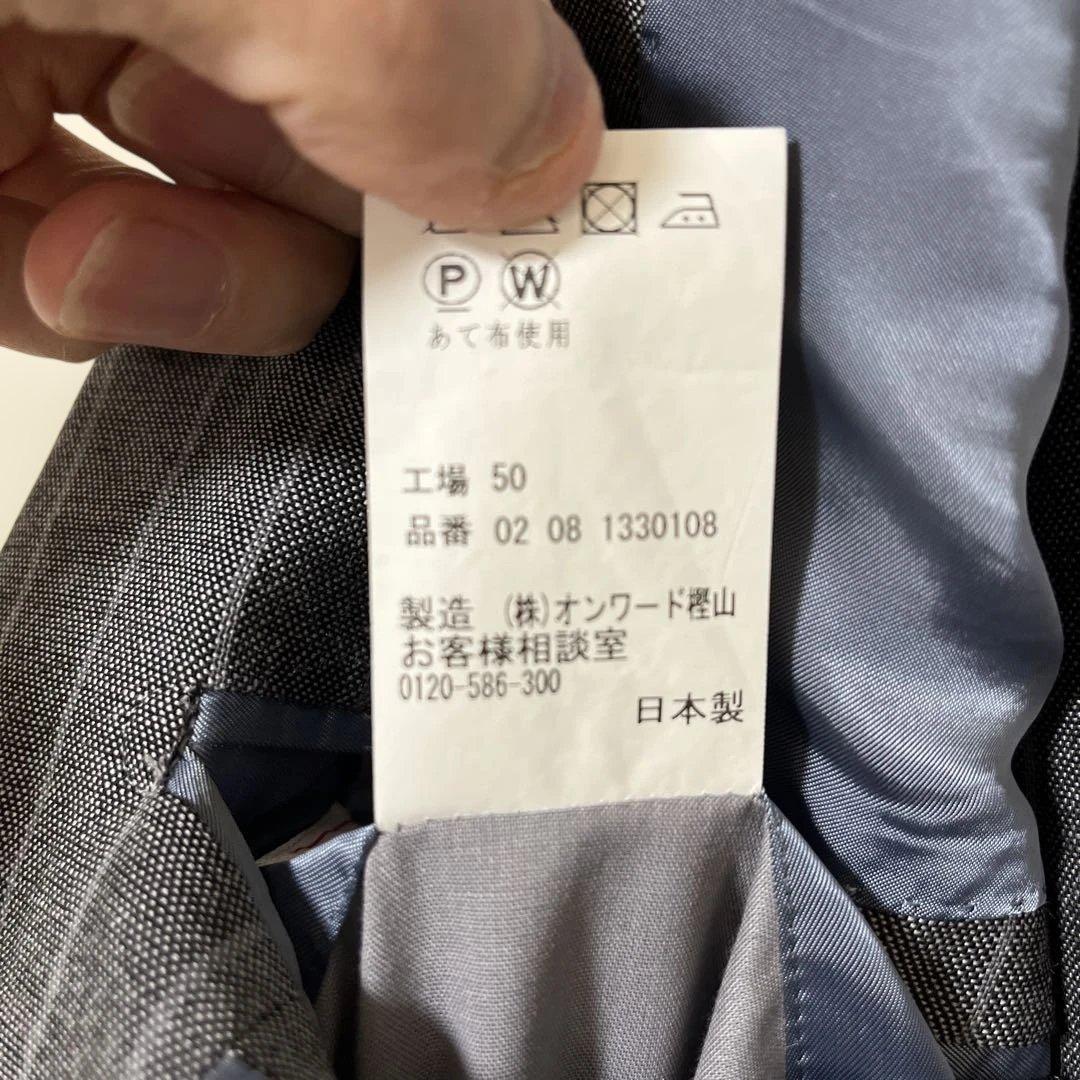 P W
あて布使用
工場 50
品番 02 08 1330108
製造 (株)オンワード樫山
お客様相談室
0120-586-300
日本製